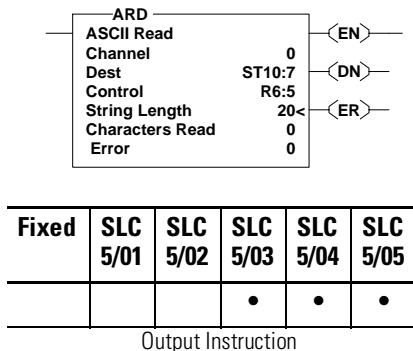 ARD
ASCII Read
EN
Channel 0
Dest ST10:7
DN
Control R6:5
String Length 20<
ER
Characters Read 0
Error 0
Fixed SLC 5/01 SLC 5/02 SLC 5/03 SLC 5/04 SLC 5/05
• • •
Output Instruction